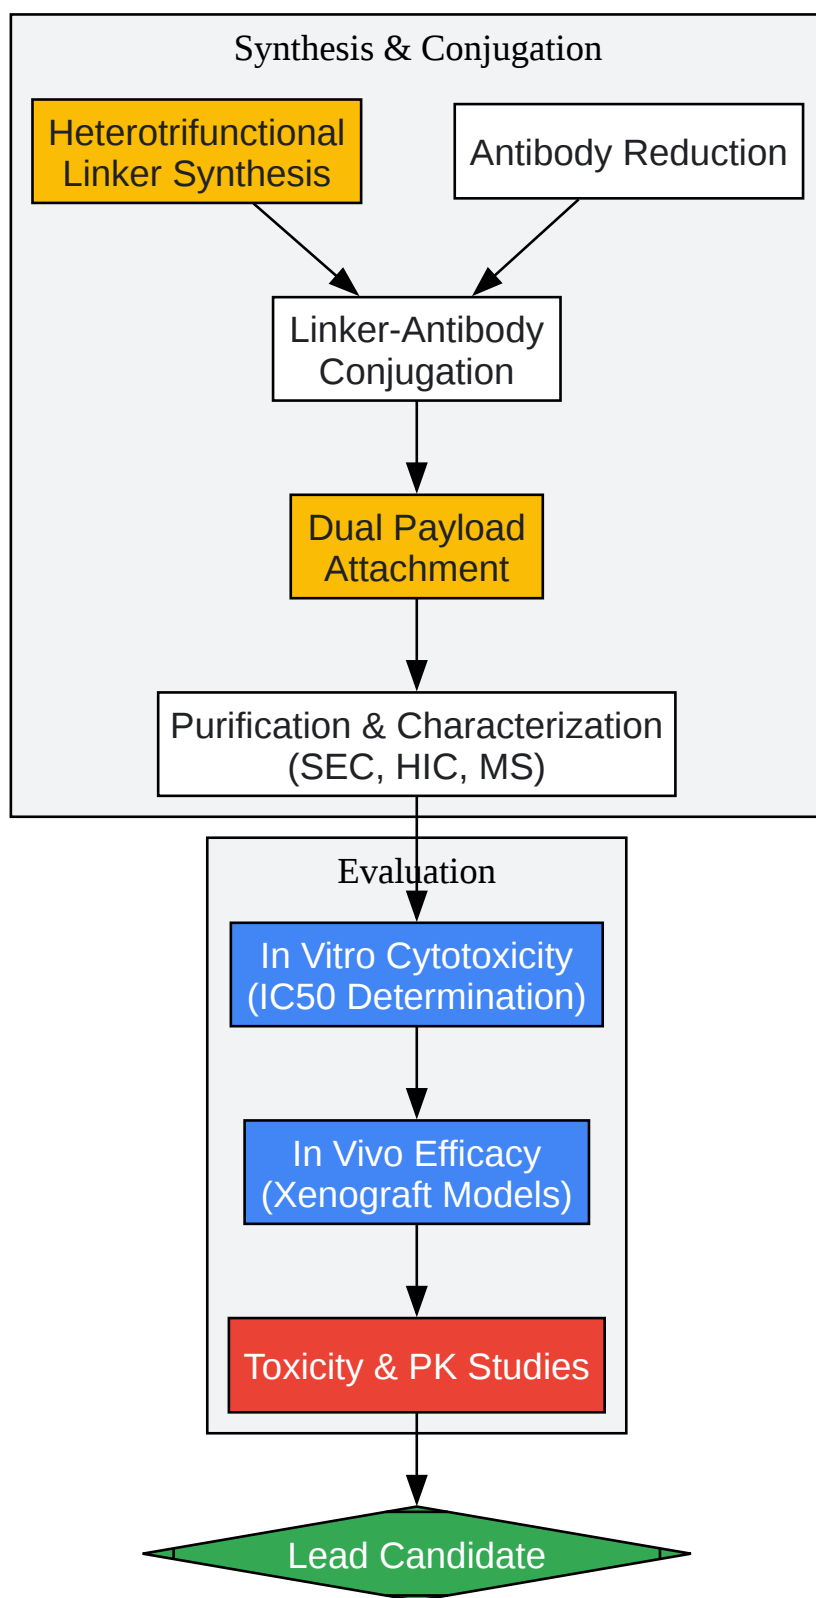 Synthesis & Conjugation
Heterotrifunctional
Linker Synthesis
Antibody Reduction
Linker-Antibody
Conjugation
Dual Payload
Attachment
Purification & Characterization
(SEC, HIC, MS)
Evaluation
In Vitro Cytotoxicity
(IC50 Determination)
In Vivo Efficacy
(Xenograft Models)
Toxicity & PK Studies
Lead Candidate